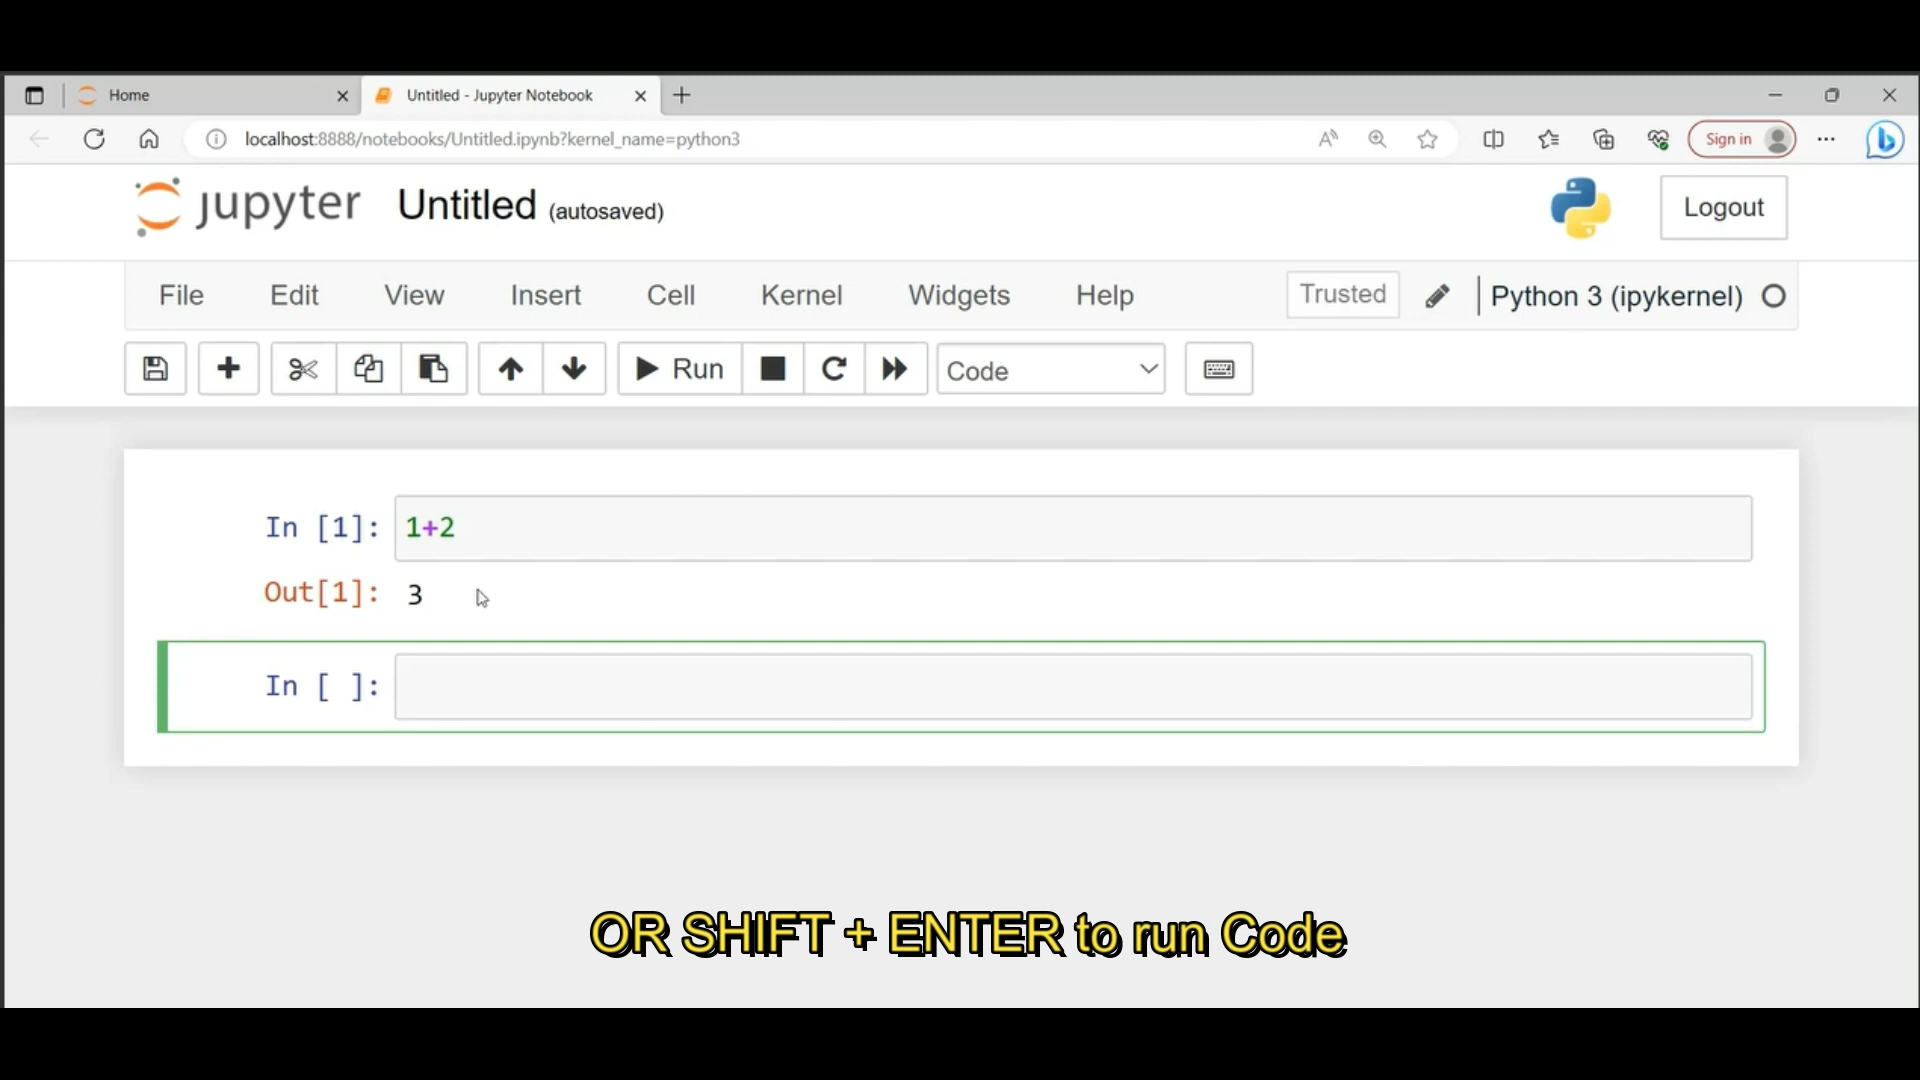 Home
Untitled - Jupyter Notebook
localhost:8888/notebooks/Untitled.ipynb?kernel_name=python3
A
Sign in
jupyter Untitled (autosaved)
Logout
File Edit View Insert Cell Kernel Widgets Help
Trusted
Python 3 (ipykernel)
Run
Code
In [1]: 1+2
Out[1]: 3
In [ ]:
OR SHIFT + ENTER to run Code